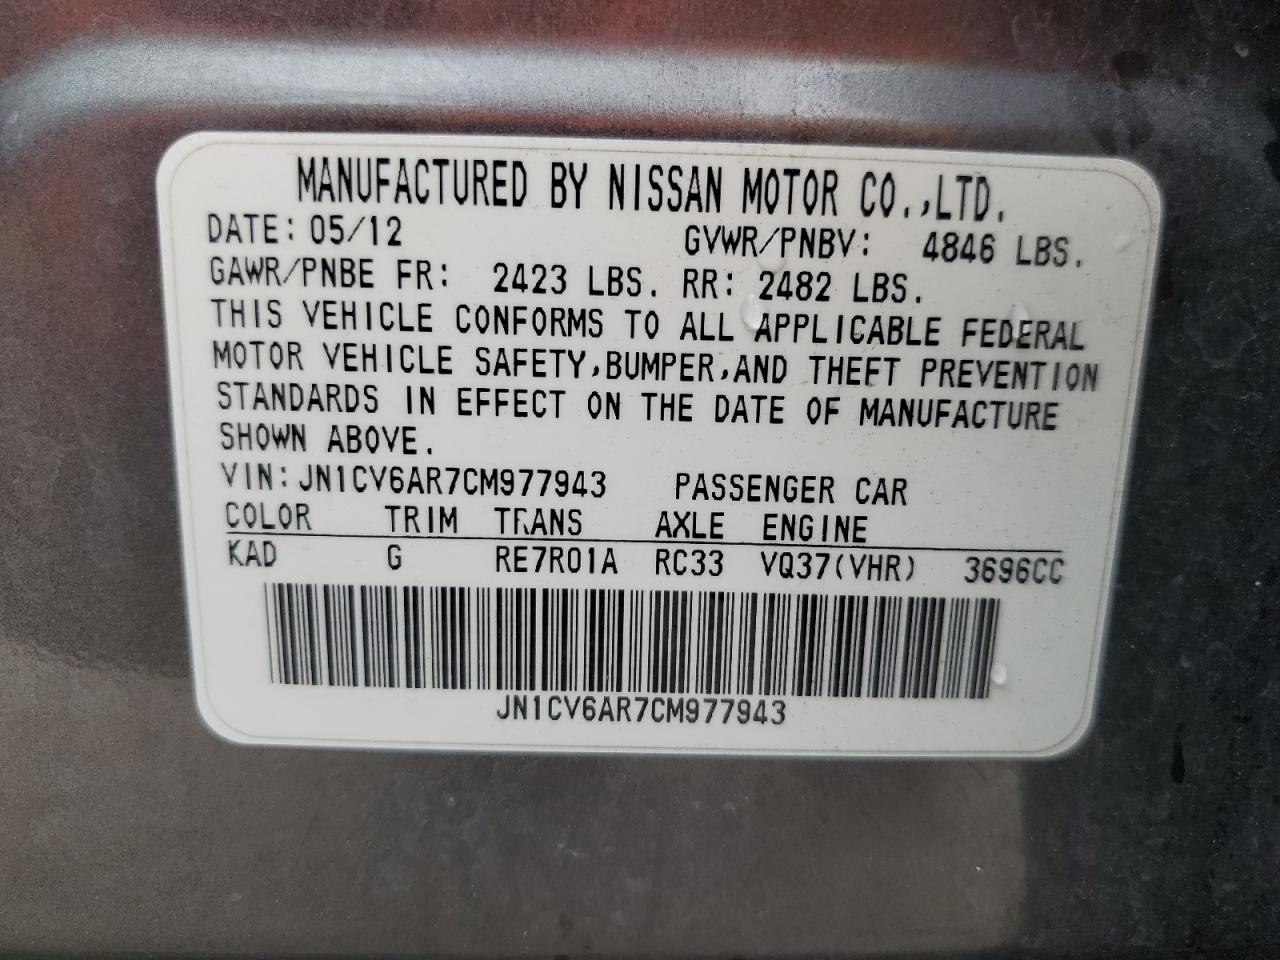 MANUFACTURED BY NISSAN MOTOR CO.,LTD.
DATE: 05/12 GVWR/PNBV: 4846 LBS.
GAWR/PNBE FR: 2423 LBS. RR: 2482 LBS.
THIS VEHICLE CONFORMS TO ALL APPLICABLE FEDERAL
MOTOR VEHICLE SAFETY,BUMPER,AND THEFT PREVENTION
STANDARDS IN EFFECT ON THE DATE OF MANUFACTURE
SHOWN ABOVE.
VIN:JN1CV6AR7CM977943 PASSENGER CAR
COLOR TRIM TRANS AXLE ENGINE
KAD G RE7R01A RC33 VQ37(VHR) 3696CC
JN1CV6AR7CM977943